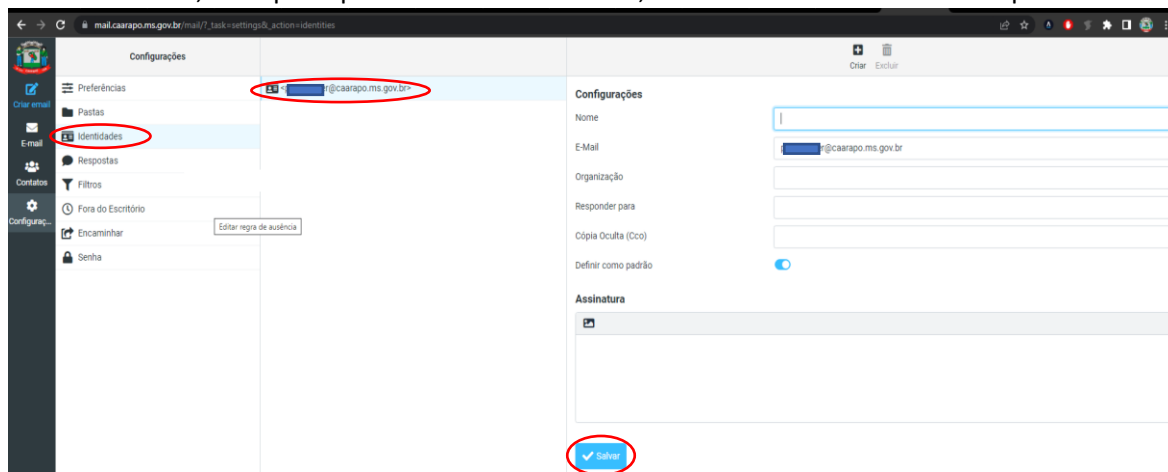 mail.caarapo.ms.gov.br/mail/?_task=settings&_action=identities
Configurações
Criar
Excluir
Criar email
E-mail
Contatos
Configuraç...
Preferências
Pastas
Identidades
Respostas
Filtros
Fora do Escritório
Encaminhar
Senha
Editar regra de ausência
r@caarapo.ms.gov.br>
Configurações
Nome
E-Mail
r@caarapo.ms.gov.br
Organização
Responder para
Cópia Oculta (Cco)
Definir como padrão
Assinatura
Salvar